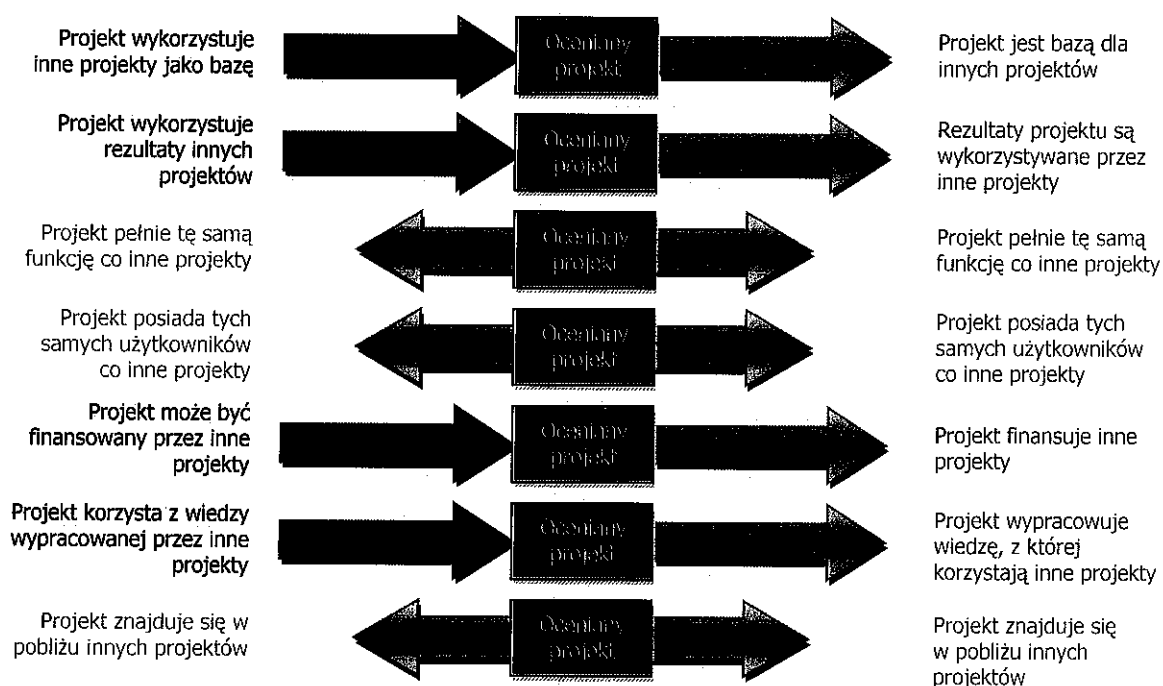 Projekt wykorzystuje
inne projekty jako bazę
Oceniany
projekt
Projekt jest bazą dla
innych projektów
Projekt wykorzystuje
rezultaty innych
projektów
Oceniany
projekt
Rezultaty projektu są
wykorzystywane przez
inne projekty
Projekt pełnie tę samą
funkcję co inne projekty
Oceniany
projekt
Projekt pełnie tę samą
funkcję co inne projekty
Projekt posiada tych
samych użytkowników
co inne projekty
Oceniany
projekt
Projekt posiada tych
samych użytkowników
co inne projekty
Projekt może być
finansowany przez inne
projekty
Oceniany
projekt
Projekt finansuje inne
projekty
Projekt korzysta z wiedzy
wypracowanej przez inne
projekty
Oceniany
projekt
Projekt wypracowuje
wiedzę, z której
korzystają inne projekty
Projekt znajduje się w
pobliżu innych projektów
Oceniany
projekt
Projekt znajduje się
w pobliżu innych
projektów